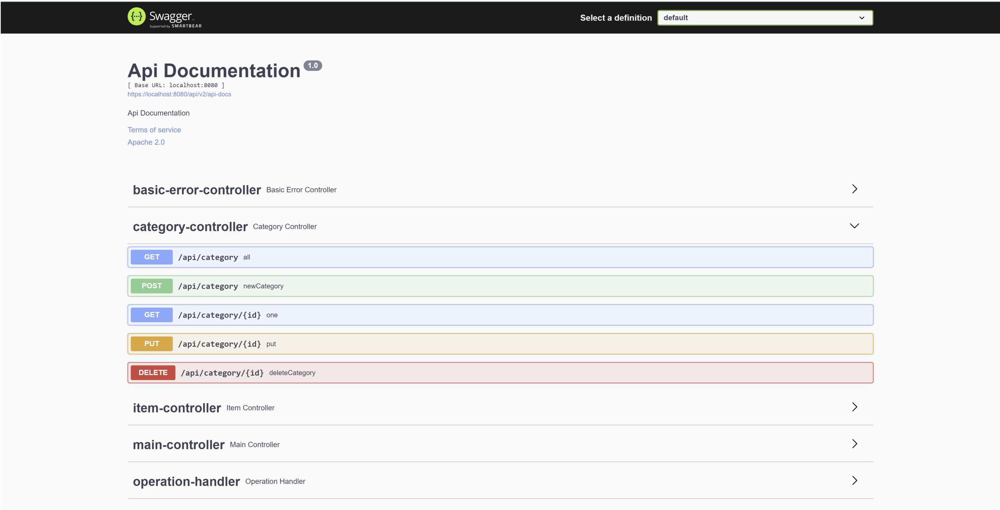 {···} Swagger™
Supported by SMARTBEAR
Select a definition default
Api Documentation 1.0
[ Base URL: localhost:8080 ]
https://localhost:8080/api/v2/api-docs
Api Documentation
Terms of service
Apache 2.0
basic-error-controller Basic Error Controller
category-controller Category Controller
GET /api/category all
POST /api/category newCategory
GET /api/category/{id} one
PUT /api/category/{id} put
DELETE /api/category/{id} deleteCategory
item-controller Item Controller
main-controller Main Controller
operation-handler Operation Handler